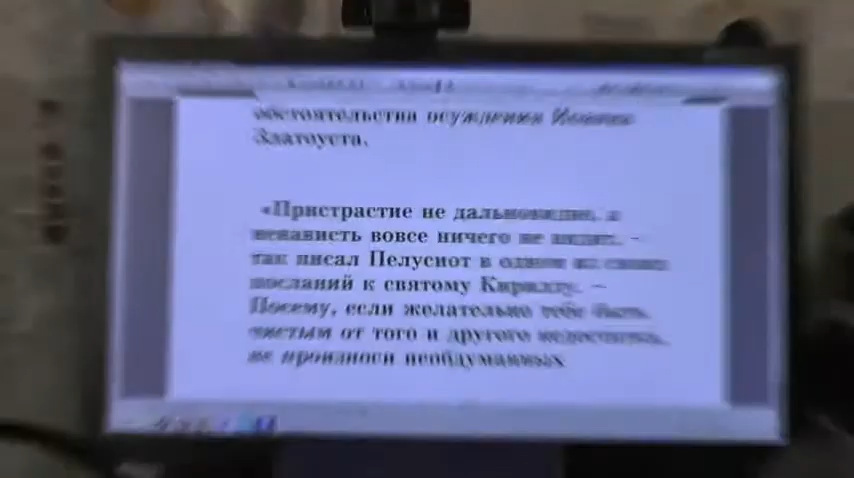 обстоятельства осуждения Иоанна
Златоуста.
«Пристрастие не дальновидно, а
ненависть вовсе ничего не видит. –
так писал Пелусиот в одном из своих
посланий к святому Кириллу. –
Посему, если желательно тебе быть
чистым от того и другого недостатка,
не произноси необдуманных